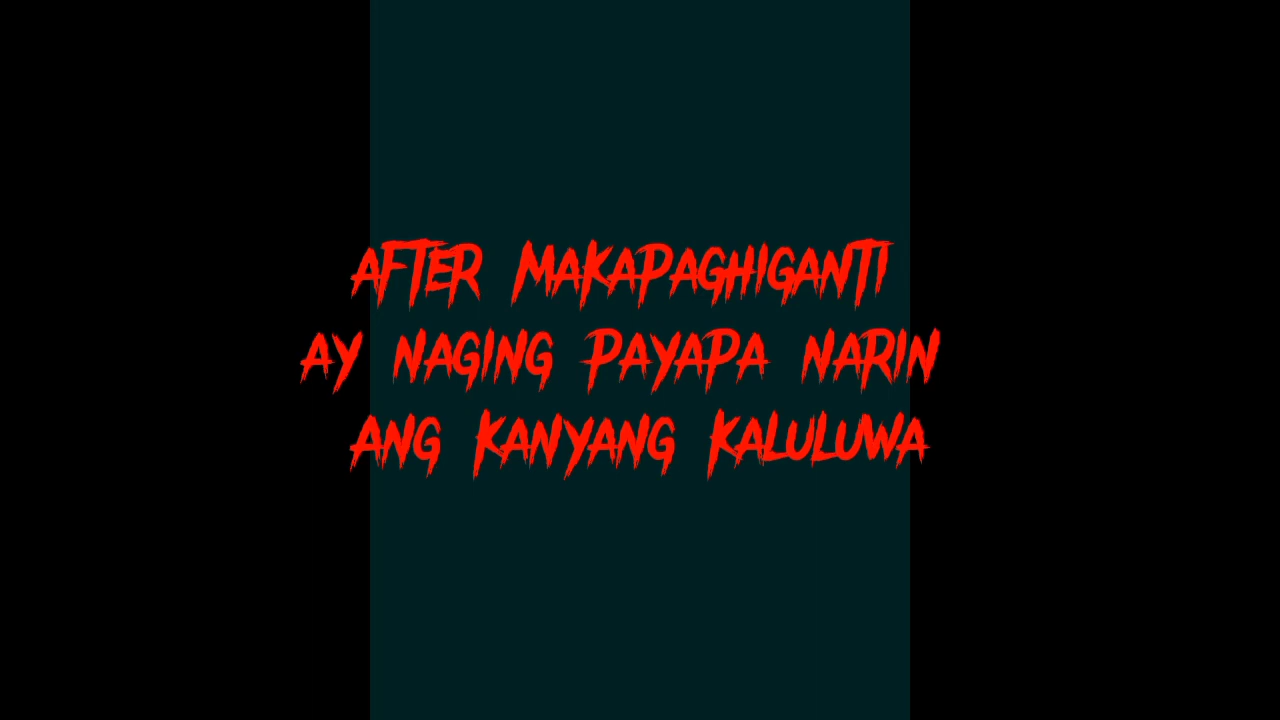 AFTER MAKAPAGHIGANTI
AY NAGING PAYAPA NARIN
ANG KANYANG KALULUWA